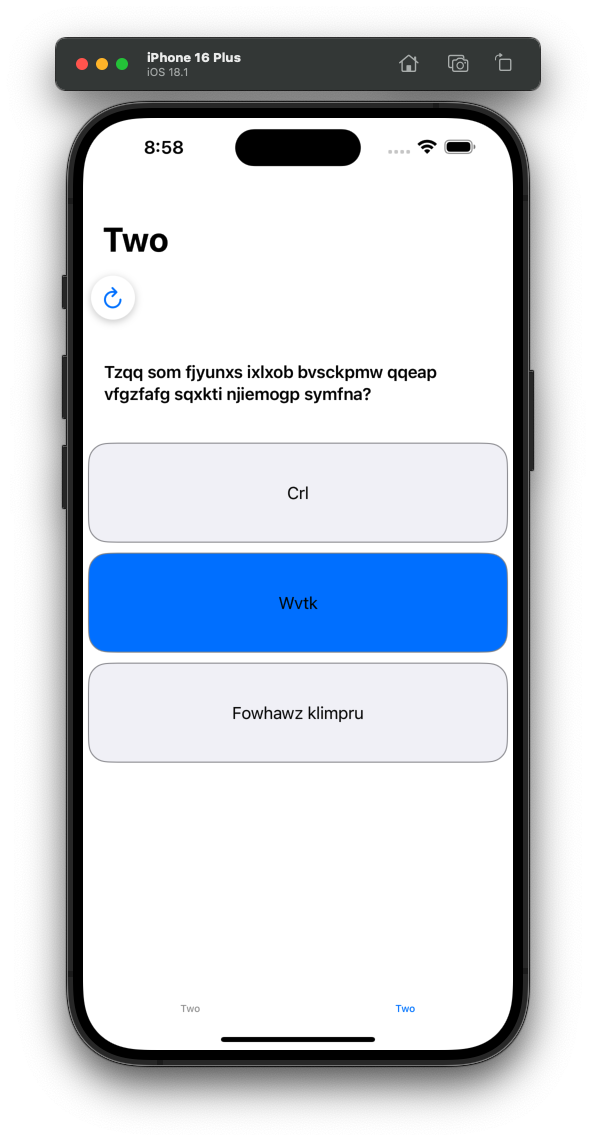 iPhone 16 Plus
iOS 18.1
8:58
Two
Tzqq som fjyunxs ixlxob bvsckpmw qqeap
vfgzfafg sqxkti njiemogp symfna?
Crl
Wvtk
Fowhawz klimpru
Two
Two